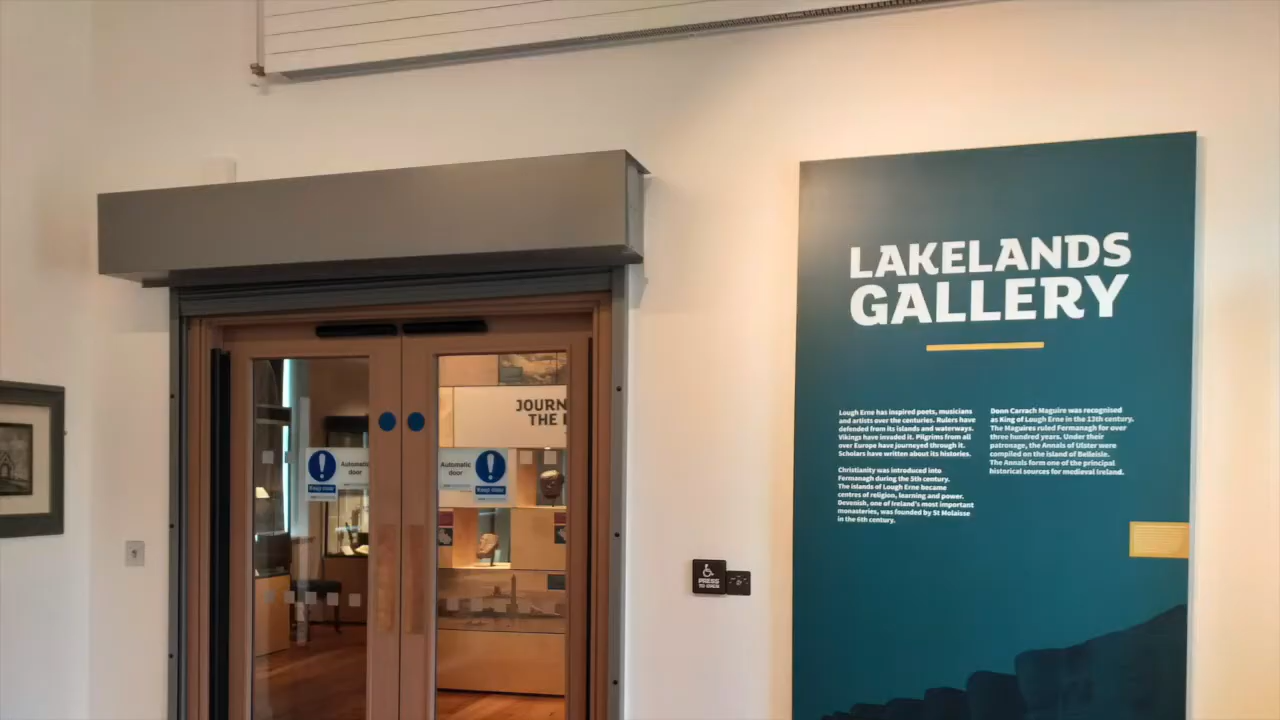 LAKELANDS
GALLERY
Lough Erne has inspired poets, musicians
and artists over the centuries. Rulers have
defended from its islands and waterways.
Vikings have invaded it. Pilgrims from all
over Europe have journeyed through it.
Scholars have written about its histories.
Christianity was introduced into
Fermanagh during the 5th century.
The islands of Lough Erne became
centres of religion, learning and power.
Devenish, one of Ireland's most important
monasteries, was founded by St Molaisse
in the 6th century.
Donn Carrach Maguire was recognised
as King of Lough Erne in the 13th century.
The Maguires ruled Fermanagh for over
three hundred years. Under their
patronage, the Annals of Ulster were
compiled on the island of Belleisle.
The Annals form one of the principal
historical sources for medieval Ireland.
JOURN
THE
Automatic
door
Keep clear
Automatic
door
Keep clear
PRESS
TO OPEN